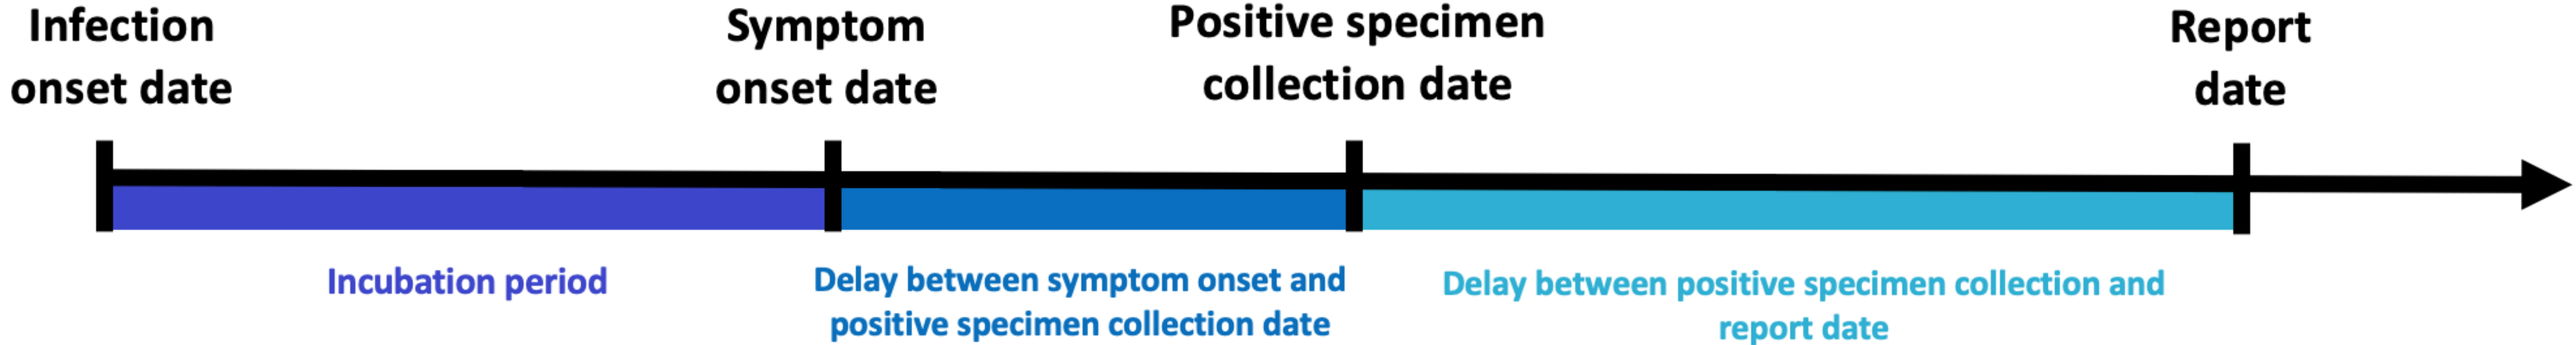 Infection
onset date
Symptom
onset date
Positive specimen
collection date
Report
date
Incubation period
Delay between symptom onset and
positive specimen collection date
Delay between positive specimen collection and
report date